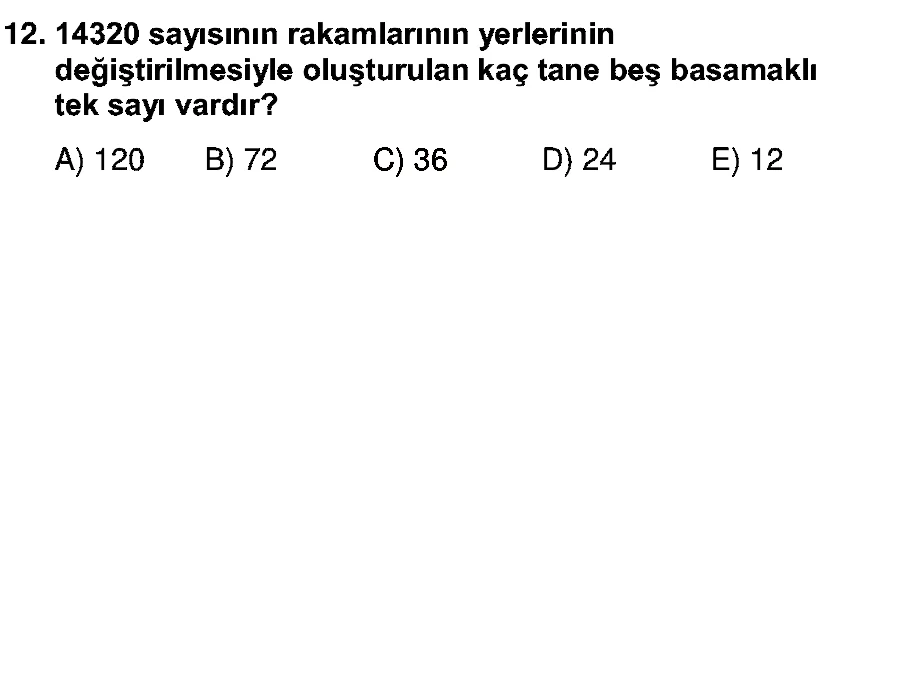 12. 14320 sayısının rakamlarının yerlerinin
değiştirilmesiyle oluşturulan kaç tane beş basamaklı
tek sayı vardır?
A) 120 B) 72 C) 36 D) 24 E) 12